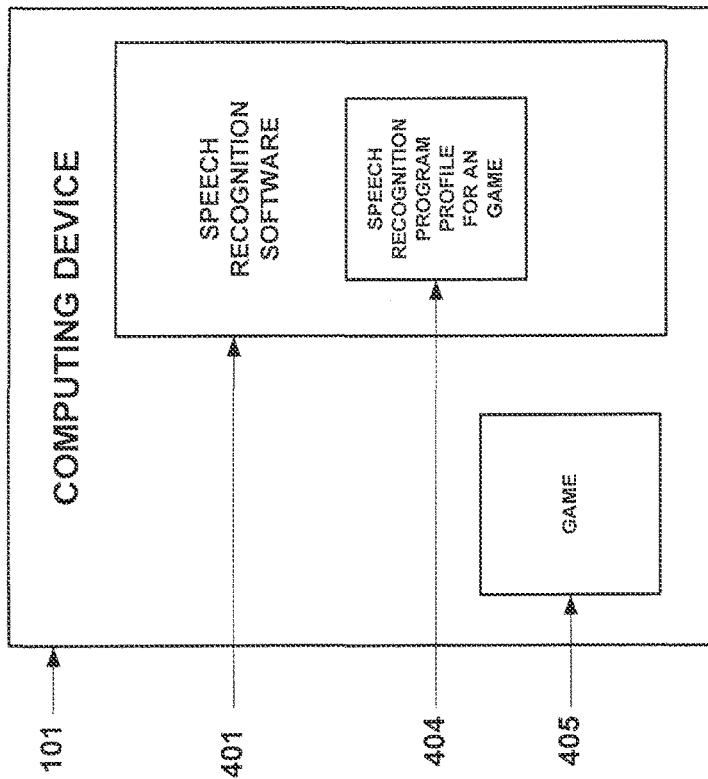 COMPUTING DEVICE
SPEECH
RECOGNITION
SOFTWARE
SPEECH
RECOGNITION
PROGRAM
PROFILE
FOR AN
GAME
GAME
101
401
404
405